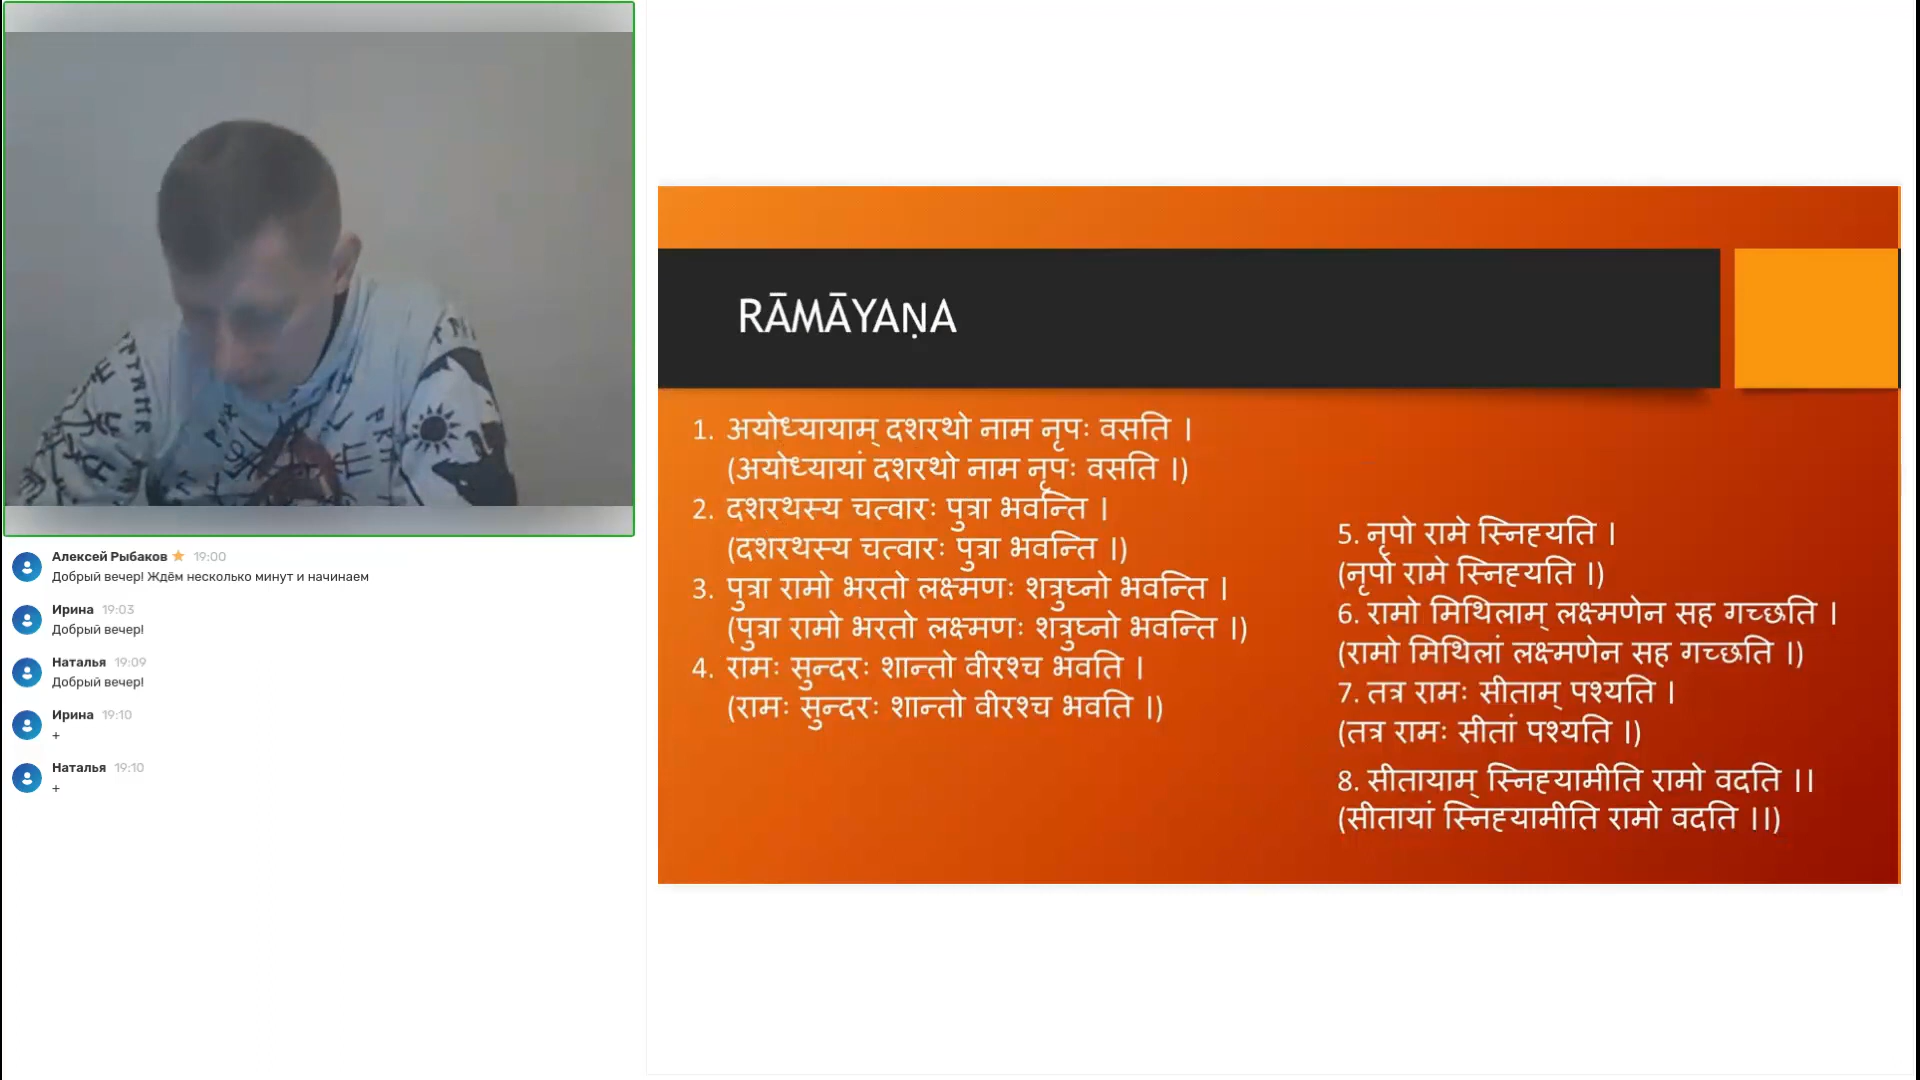 Алексей Рыбаков 19:00
Добрый вечер! Ждём несколько минут и начинаем
Ирина 19:03
Добрый вечер!
Наталья 19:09
Добрый вечер!
Ирина 19:10
+
Наталья 19:10
+
RĀMĀYAṆA
1. अयोध्यायाम् दशरथो नाम नृपः वसति ।
(अयोध्यायां दशरथो नाम नृपः वसति ।)
2. दशरथस्य चत्वारः पुत्रा भवन्ति ।
(दशरथस्य चत्वारः पुत्रा भवन्ति ।)
3. पुत्रा रामो भरतो लक्ष्मणः शत्रुघ्नो भवन्ति ।
(पुत्रा रामो भरतो लक्ष्मणः शत्रुघ्नो भवन्ति ।)
4. रामः सुन्दरः शान्तो वीरश्च भवति ।
(रामः सुन्दरः शान्तो वीरश्च भवति ।)
5. नृपो रामे स्निह्यति ।
(नृपो रामे स्निह्यति ।)
6. रामो मिथिलाम् लक्ष्मणेन सह गच्छति ।
(रामो मिथिलां लक्ष्मणेन सह गच्छति ।)
7. तत्र रामः सीताम् पश्यति ।
(तत्र रामः सीतां पश्यति ।)
8. सीतायाम् स्निह्यामीति रामो वदति ।।
(सीतायां स्निह्यामीति रामो वदति ।।)